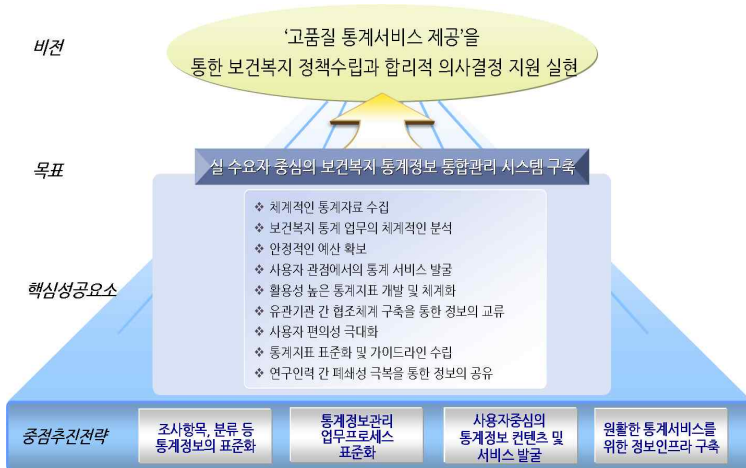 비전
'고품질 통계서비스 제공'을
통한 보건복지 정책수립과 합리적 의사결정 지원 실현
목표
실 수요자 중심의 보건복지 통계정보 통합관리 시스템 구축
핵심성공요소
❖ 체계적인 통계자료 수집
❖ 보건복지 통계 업무의 체계적인 분석
❖ 안정적인 예산 확보
❖ 사용자 관점에서의 통계 서비스 발굴
❖ 활용성 높은 통계지표 개발 및 체계화
❖ 유관기관 간 협조체계 구축을 통한 정보의 교류
❖ 사용자 편의성 극대화
❖ 통계지표 표준화 및 가이드라인 수립
❖ 연구인력 간 폐쇄성 극복을 통한 정보의 공유
중점추진전략
조사항목, 분류 등
통계정보의 표준화
통계정보관리
업무프로세스
표준화
사용자중심의
통계정보 컨텐츠 및
서비스 발굴
원활한 통계서비스를
위한 정보인프라 구축